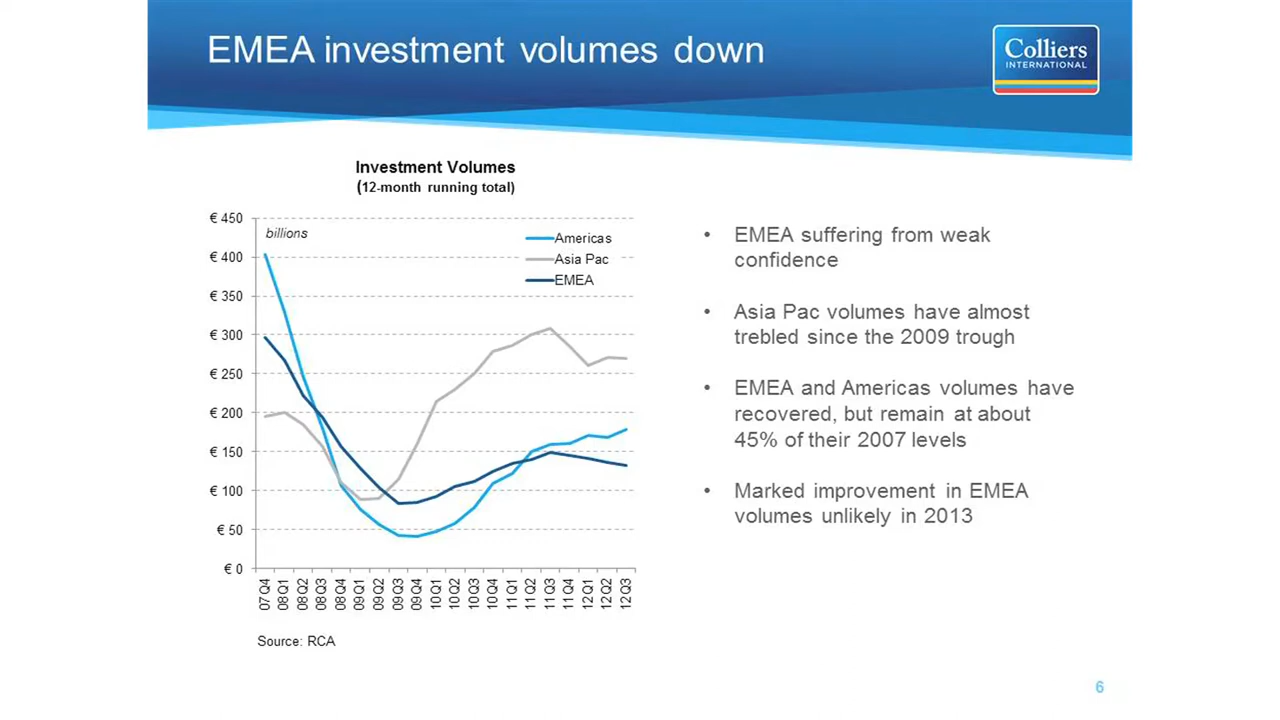 EMEA investment volumes down
Colliers
INTERNATIONAL
Investment Volumes
(12-month running total)
billions
€ 450
€ 400
€ 350
€ 300
€ 250
€ 200
€ 150
€ 100
€ 50
€ 0
Americas
Asia Pac
EMEA
07 Q4
08 Q1
08 Q2
08 Q3
08 Q4
09 Q1
09 Q2
09 Q3
09 Q4
10 Q1
10 Q2
10 Q3
10 Q4
11 Q1
11 Q2
11 Q3
11 Q4
12 Q1
12 Q2
12 Q3
Source: RCA
• EMEA suffering from weak
confidence
• Asia Pac volumes have almost
trebled since the 2009 trough
• EMEA and Americas volumes have
recovered, but remain at about
45% of their 2007 levels
• Marked improvement in EMEA
volumes unlikely in 2013
6